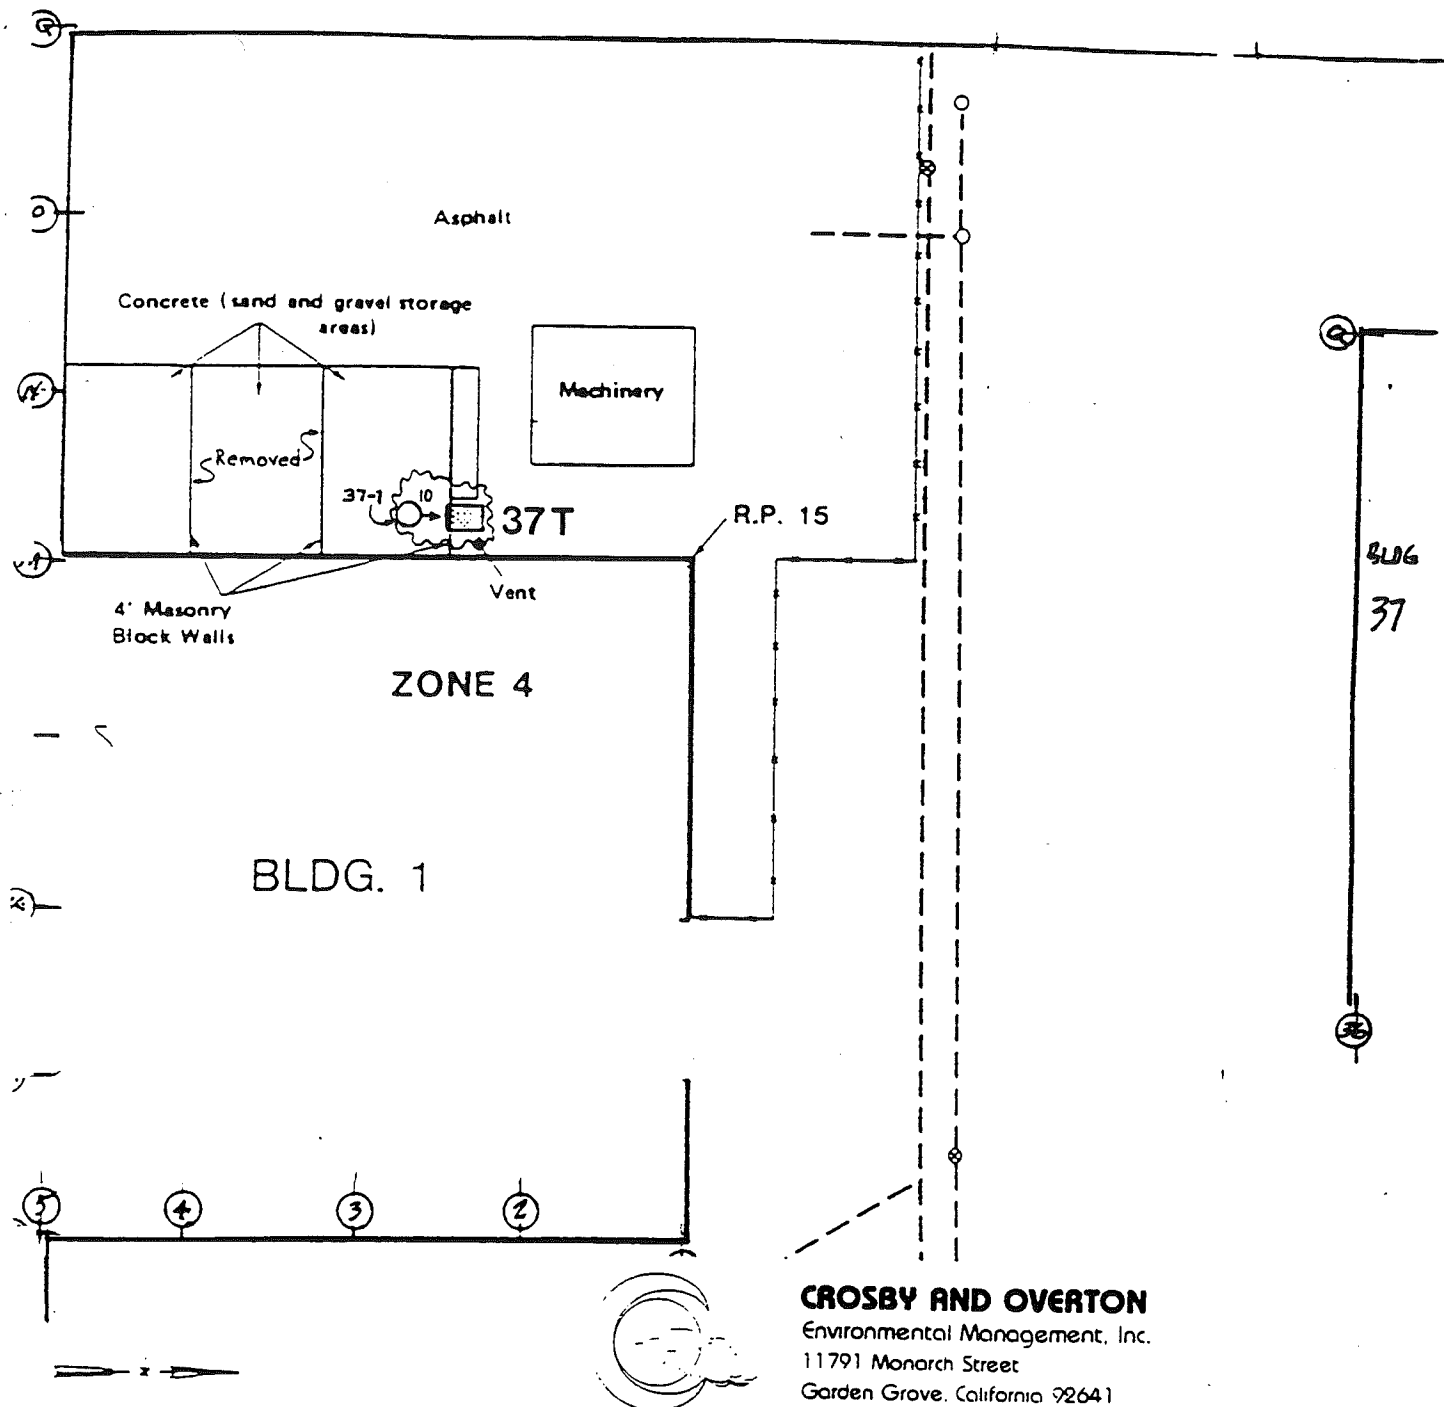 Q
O
Asphalt
Concrete (sand and gravel storage
areas)
Q
Machinery
Removed
37-1
10
37T
R.P. 15
BLDG
37
Vent
4' Masonry
Block Walls
ZONE 4
BLDG. 1
36
5
4
3
2
CROSBY AND OVERTON
Environmental Management, Inc.
11791 Monarch Street
Garden Grove, California 92641
z